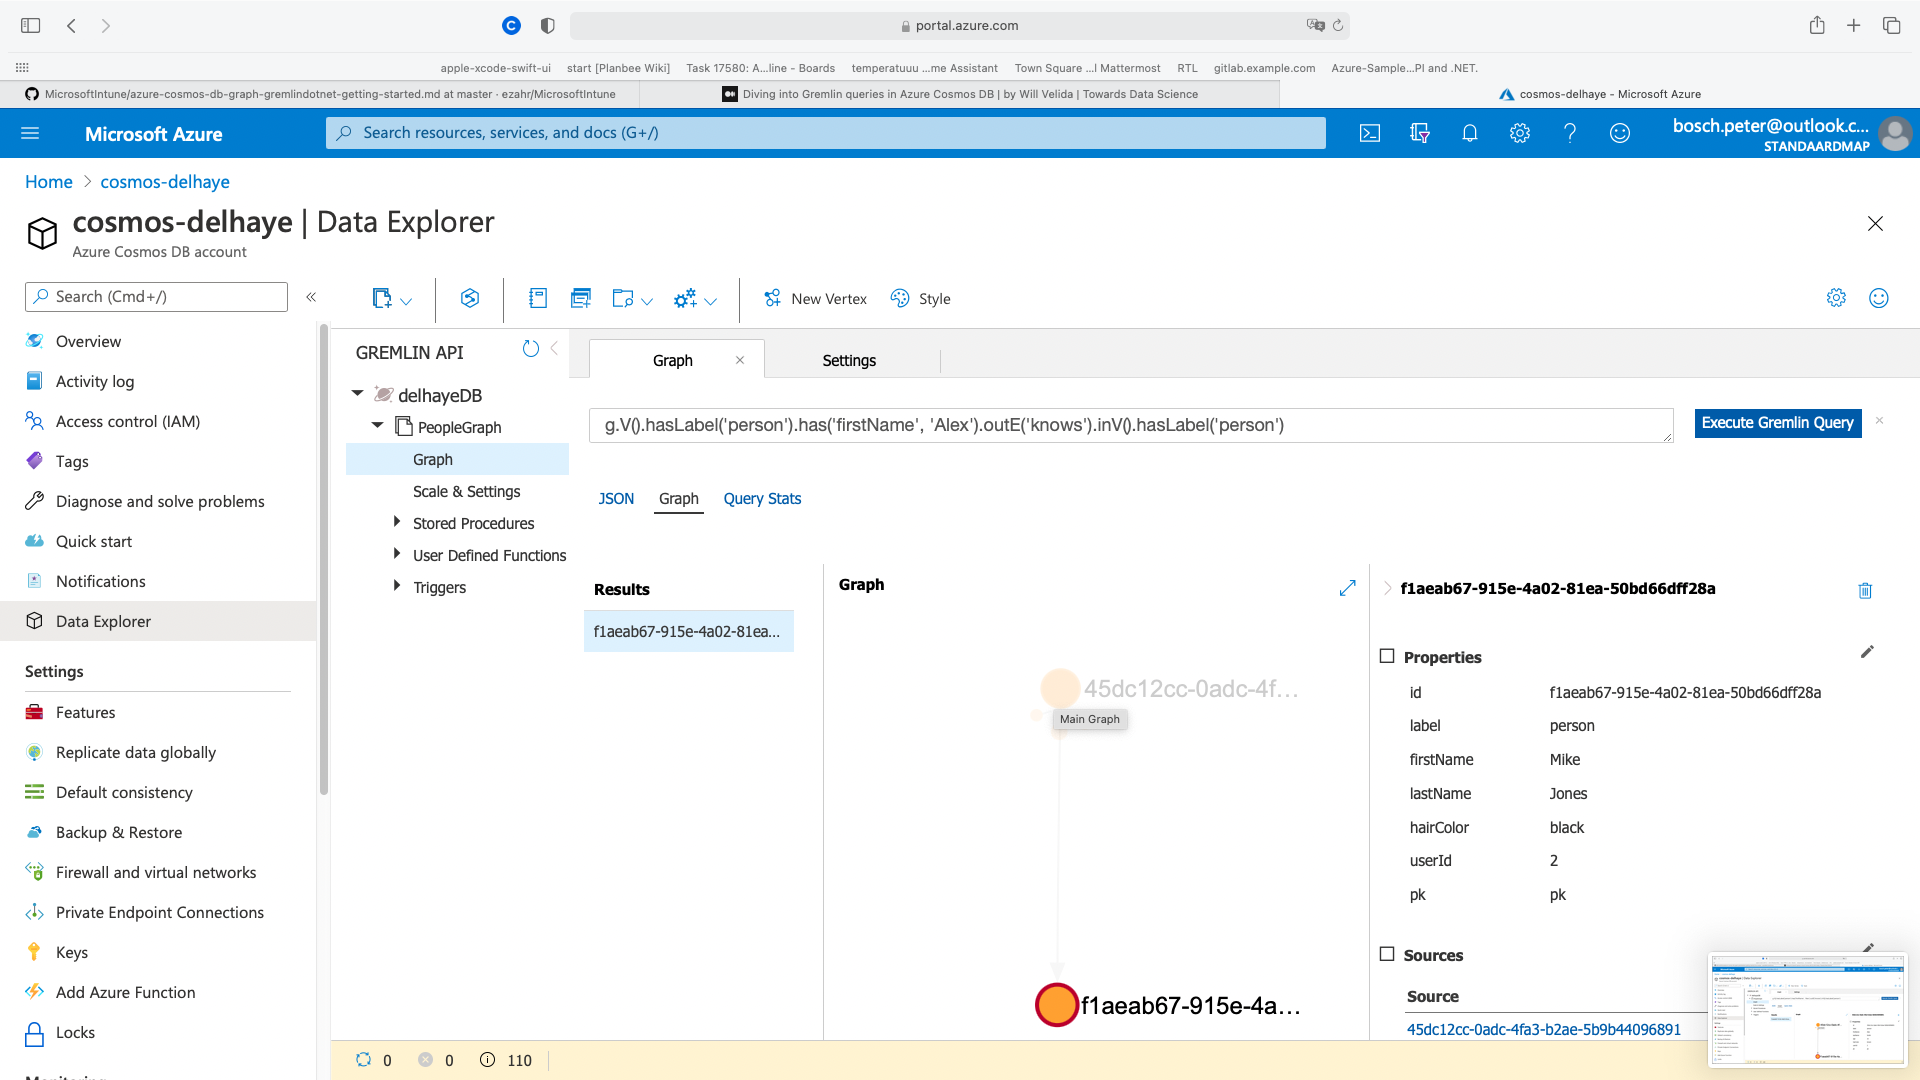 portal.azure.com
apple-xcode-swift-ui start [Planbee Wiki] Task 17580: A...line - Boards temperatuuu ...me Assistant Town Square ...l Mattermost RTL gitlab.example.com Azure-Sample...PI and .NET.
MicrosoftIntune/azure-cosmos-db-graph-gremlindotnet-getting-started.md at master · ezahr/MicrosoftIntune
Diving into Gremlin queries in Azure Cosmos DB | by Will Velida | Towards Data Science
cosmos-delhaye - Microsoft Azure
Microsoft Azure
Search resources, services, and docs (G+/)
bosch.peter@outlook.c...
STANDAARDMAP
Home > cosmos-delhaye
cosmos-delhaye | Data Explorer
Azure Cosmos DB account
Search (Cmd+/)
«
New Vertex
Style
Overview
Activity log
Access control (IAM)
Tags
Diagnose and solve problems
Quick start
Notifications
Data Explorer
Settings
Features
Replicate data globally
Default consistency
Backup & Restore
Firewall and virtual networks
Private Endpoint Connections
Keys
Add Azure Function
Locks
Monitoring
GREMLIN API
delhayeDB
PeopleGraph
Graph
Scale & Settings
Stored Procedures
User Defined Functions
Triggers
Graph
Settings
g.V().hasLabel('person').has('firstName', 'Alex').outE('knows').inV().hasLabel('person')
Execute Gremlin Query
JSON
Graph
Query Stats
Results
f1aeab67-915e-4a02-81ea...
Graph
45dc12cc-0adc-4f...
Main Graph
f1aeab67-915e-4a...
f1aeab67-915e-4a02-81ea-50bd66dff28a
Properties
id f1aeab67-915e-4a02-81ea-50bd66dff28a
label person
firstName Mike
lastName Jones
hairColor black
userId 2
pk pk
Sources
Source
45dc12cc-0adc-4fa3-b2ae-5b9b44096891
0 0 110